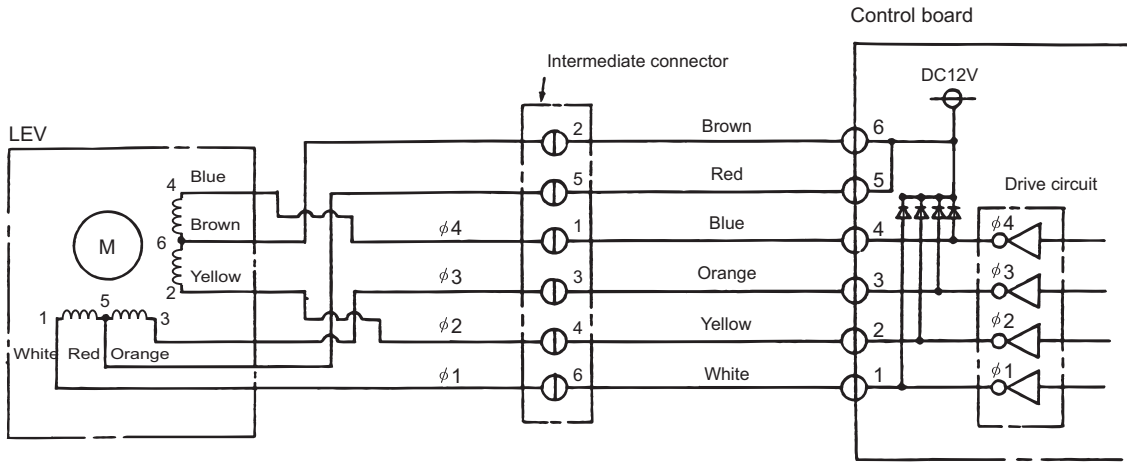 Control board
Intermediate connector
DC12V
LEV
2 Brown 6
4 Blue
5 Red 5
Drive circuit
6 Brown
φ4 1 Blue 4 φ4
M
2 Yellow
φ3 3 Orange 3 φ3
1 5 3
φ2 4 Yellow 2 φ2
White Red Orange
φ1 6 White 1 φ1